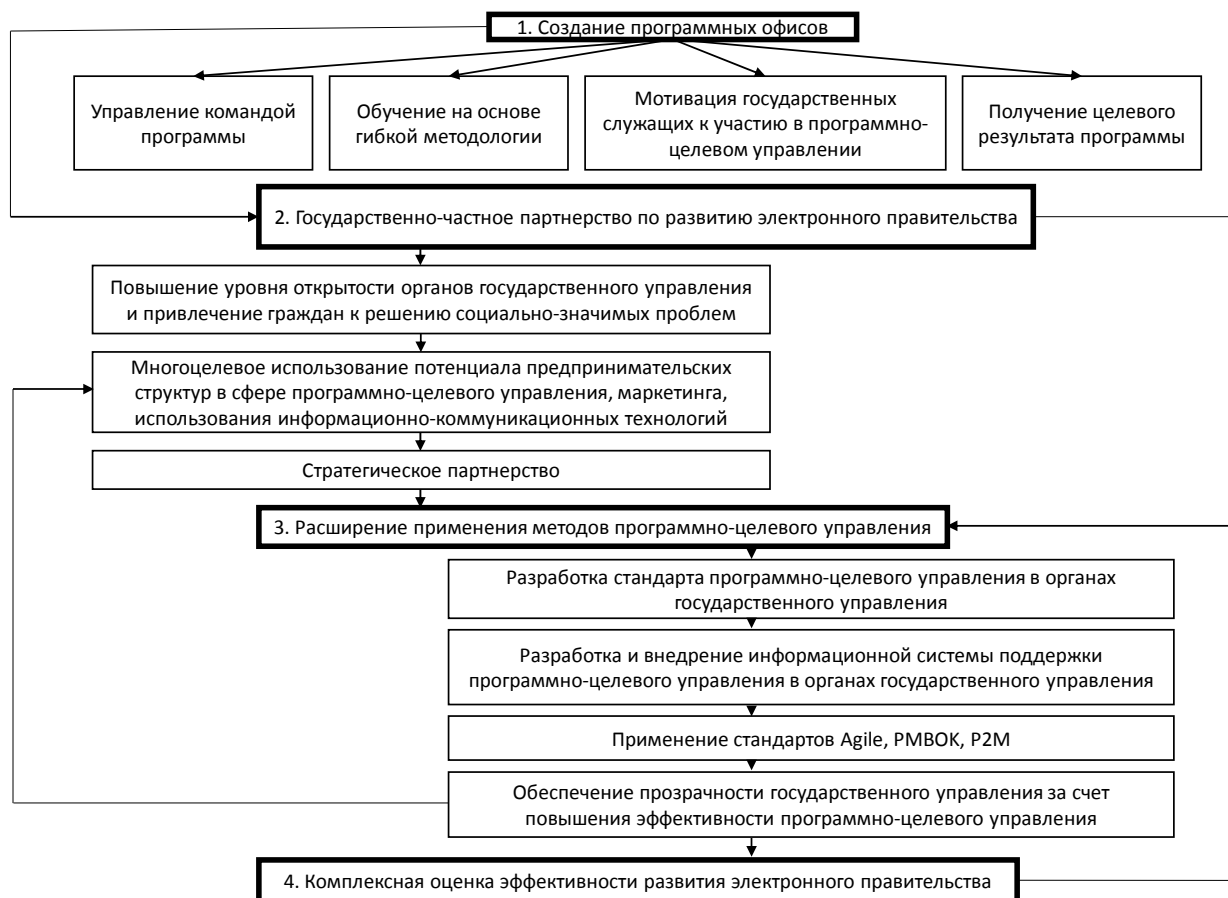 1. Создание программных офисов
Управление командой
программы
Обучение на основе
гибкой методологии
Мотивация государственных
служащих к участию в программно-
целевом управлении
Получение целевого
результата программы
2. Государственно-частное партнерство по развитию электронного правительства
Повышение уровня открытости органов государственного управления
и привлечение граждан к решению социально-значимых проблем
Многоцелевое использование потенциала предпринимательских
структур в сфере программно-целевого управления, маркетинга,
использования информационно-коммуникационных технологий
Стратегическое партнерство
3. Расширение применения методов программно-целевого управления
Разработка стандарта программно-целевого управления в органах
государственного управления
Разработка и внедрение информационной системы поддержки
программно-целевого управления в органах государственного управления
Применение стандартов Agile, PMBOK, P2M
Обеспечение прозрачности государственного управления за счет
повышения эффективности программно-целевого управления
4. Комплексная оценка эффективности развития электронного правительства